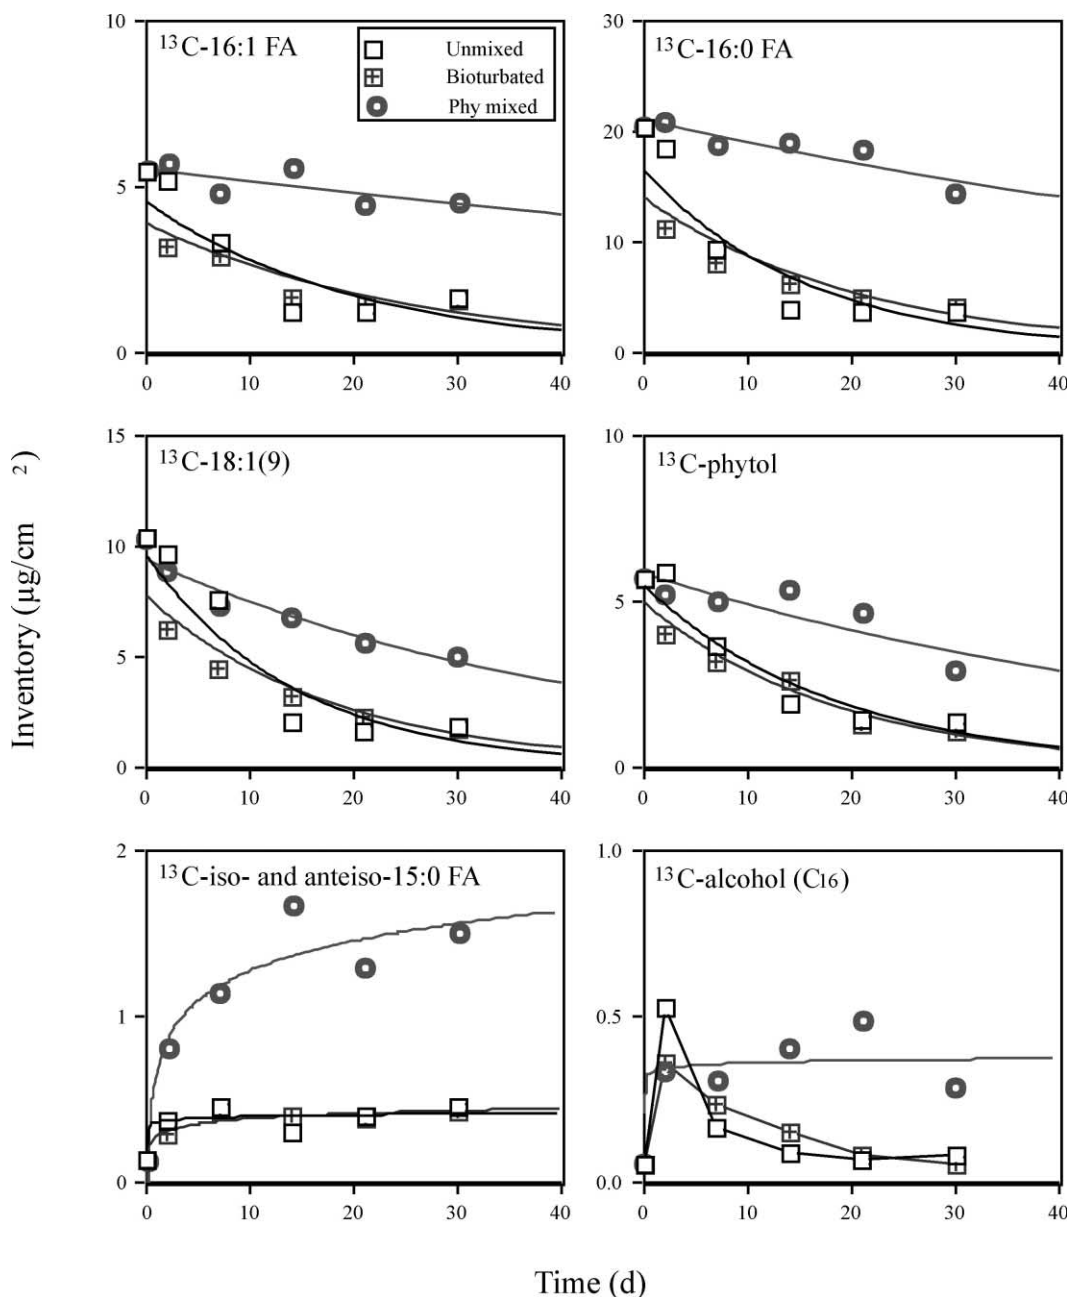 10
5
0
0 10 20 30 40
¹³C-16:1 FA
Unmixed
Bioturbated
Phy mixed
30
20
10
0
0 10 20 30 40
¹³C-16:0 FA
15
10
5
0
0 10 20 30 40
¹³C-18:1(9)
10
5
0
0 10 20 30 40
¹³C-phytol
2
1
0
0 10 20 30 40
¹³C-iso- and anteiso-15:0 FA
1.0
0.5
0.0
0 10 20 30 40
¹³C-alcohol (C₁₆)
Inventory (µg/cm ²)
Time (d)